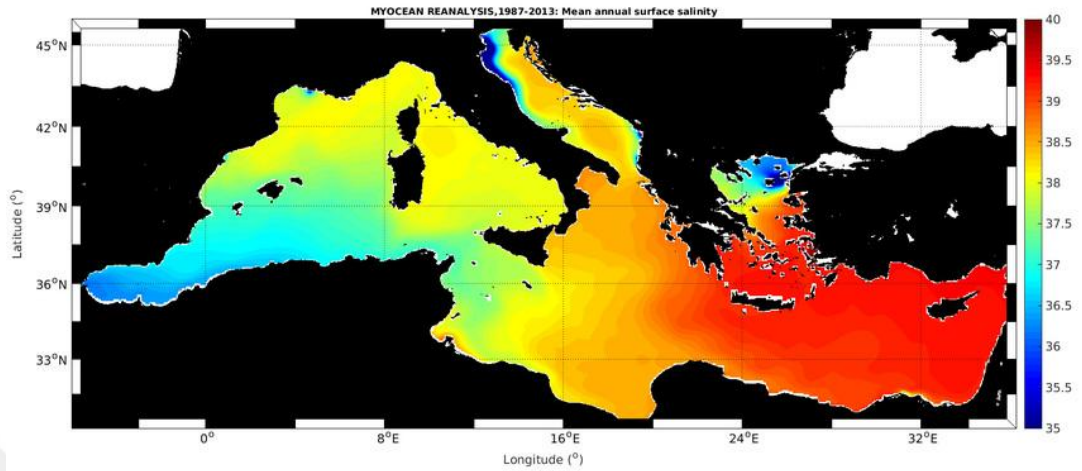 MYOCEAN REANALYSIS,1987-2013: Mean annual surface salinity
45°N
42°N
39°N
36°N
33°N
Latitude (°)
0°
8°E
16°E
24°E
32°E
Longitude (°)
40
39.5
39
38.5
38
37.5
37
36.5
36
35.5
35